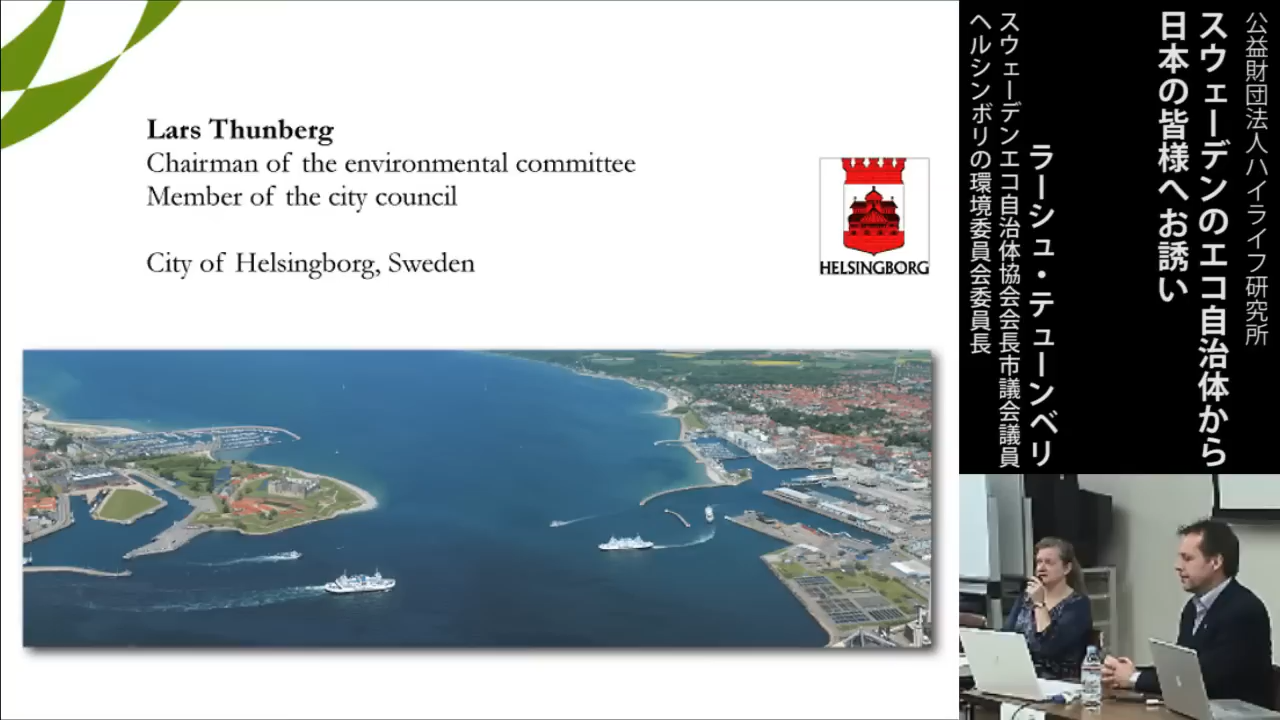 Lars Thunberg
Chairman of the environmental committee
Member of the city council
City of Helsingborg, Sweden
HELSINGBORG
公益財団法人ハイライフ研究所
スウェーデンのエコ自治体から
日本の皆様へお誘い
ラーシュ・テューンベリ
スウェーデンエコ自治体協会会長市議会議員
ヘルシンボリの環境委員会委員長